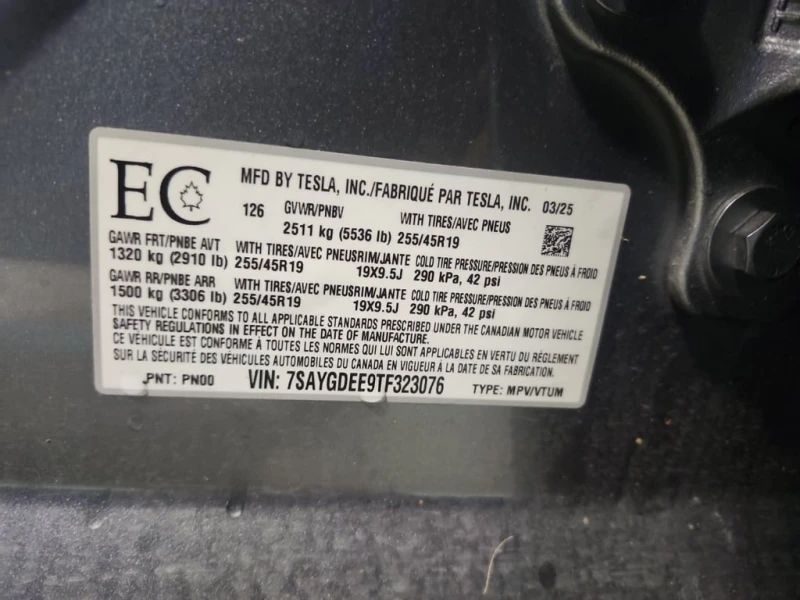 EC
MFD BY TESLA, INC./FABRIQUÉ PAR TESLA, INC. 03/25
126 GVWR/PNBV WITH TIRES/AVEC PNEUS
2511 kg (5536 lb) 255/45R19
GAWR FRT/PNBE AVT WITH TIRES/AVEC PNEUS RIM/JANTE COLD TIRE PRESSURE/PRESSION DES PNEUS À FROID
1320 kg (2910 lb) 255/45R19 19X9.5J 290 kPa, 42 psi
GAWR RR/PNBE ARR WITH TIRES/AVEC PNEUS RIM/JANTE COLD TIRE PRESSURE/PRESSION DES PNEUS À FROID
1500 kg (3306 lb) 255/45R19 19X9.5J 290 kPa, 42 psi
THIS VEHICLE CONFORMS TO ALL APPLICABLE STANDARDS PRESCRIBED UNDER THE CANADIAN MOTOR VEHICLE
SAFETY REGULATIONS IN EFFECT ON THE DATE OF MANUFACTURE.
CE VÉHICULE EST CONFORME À TOUTES LES NORMES QUI LUI SONT APPLICABLES EN VERTU DU RÈGLEMENT
SUR LA SÉCURITÉ DES VÉHICULES AUTOMOBILES DU CANADA EN VIGUEUR À LA DATE DE SA FABRICATION.
PNT: PN00 VIN: 7SAYGDEE9TF323076 TYPE: MPV/VTUM